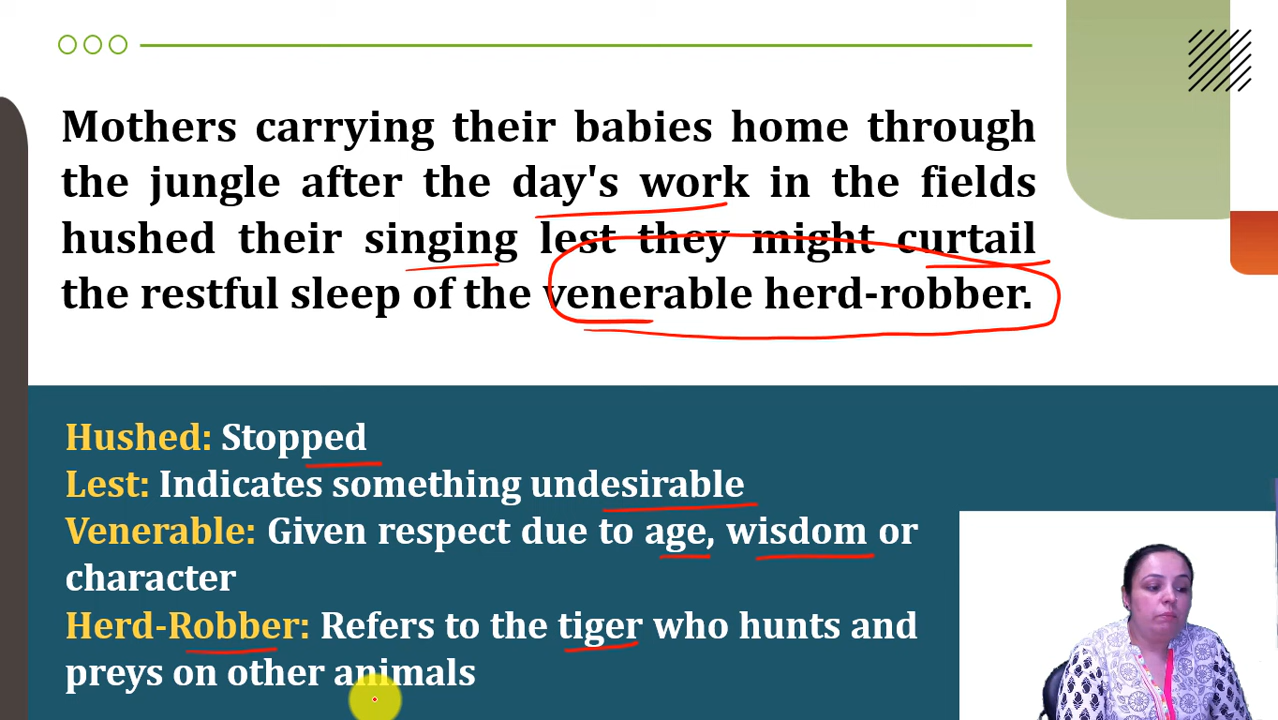 Mothers carrying their babies home through
the jungle after the day's work in the fields
hushed their singing lest they might curtail
the restful sleep of the venerable herd-robber.
Hushed: Stopped
Lest: Indicates something undesirable
Venerable: Given respect due to age, wisdom or
character
Herd-Robber: Refers to the tiger who hunts and
preys on other animals